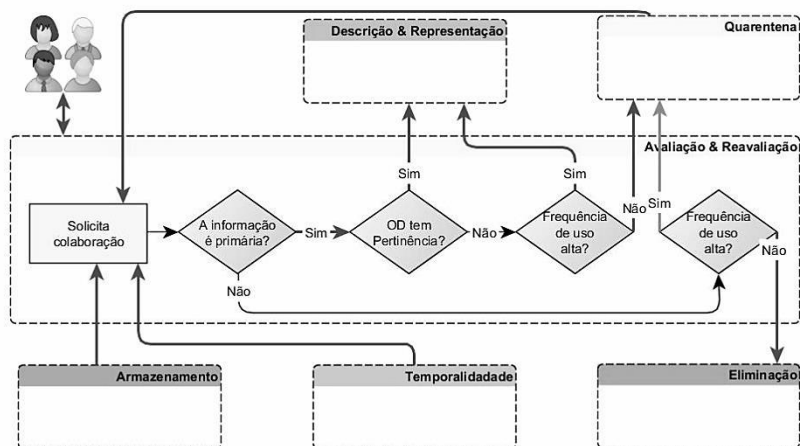 Descrição & Representação
Quarentena
Avaliação & Reavaliação
Sim
Sim
Solicita
colaboração
A informação
é primária?
Sim
OD tem
Pertinência?
Não
Frequência
de uso
alta?
Não
Sim
Frequência
de uso
alta?
Não
Não
Armazenamento
Temporalidadade
Eliminação